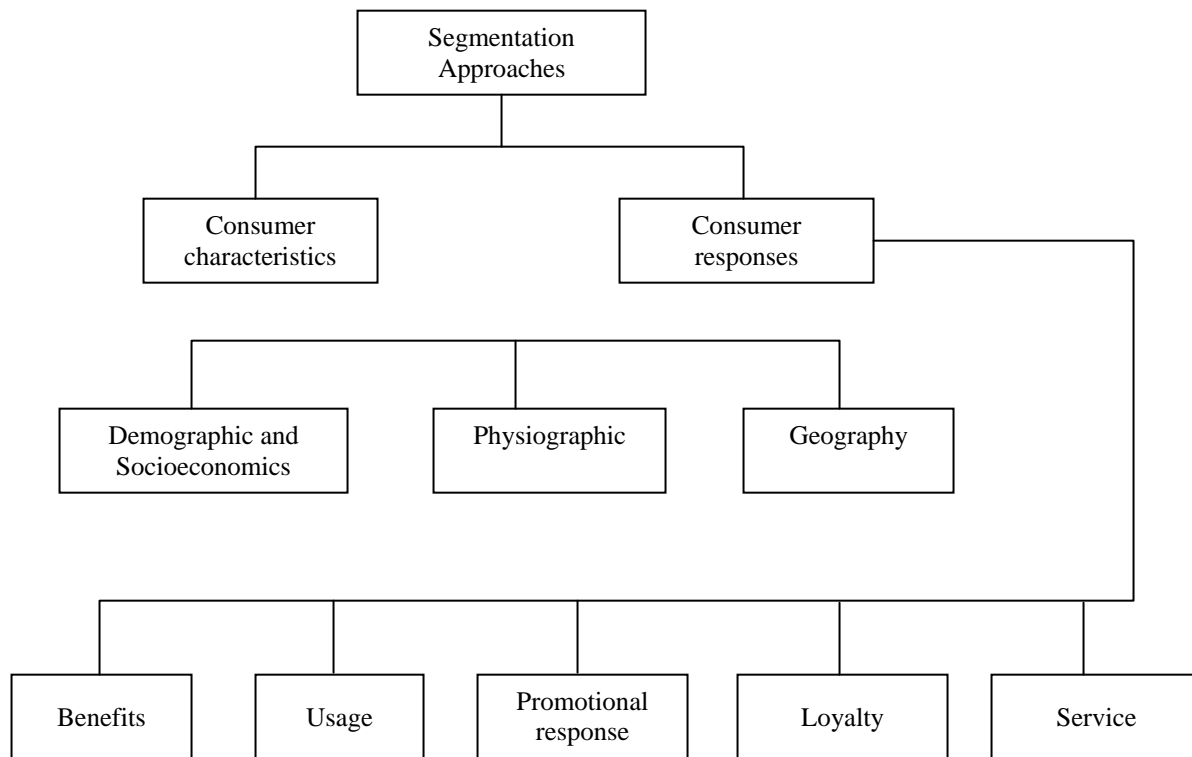 Segmentation
Approaches
Consumer
characteristics
Consumer
responses
Demographic and
Socioeconomics
Physiographic
Geography
Benefits
Usage
Promotional
response
Loyalty
Service